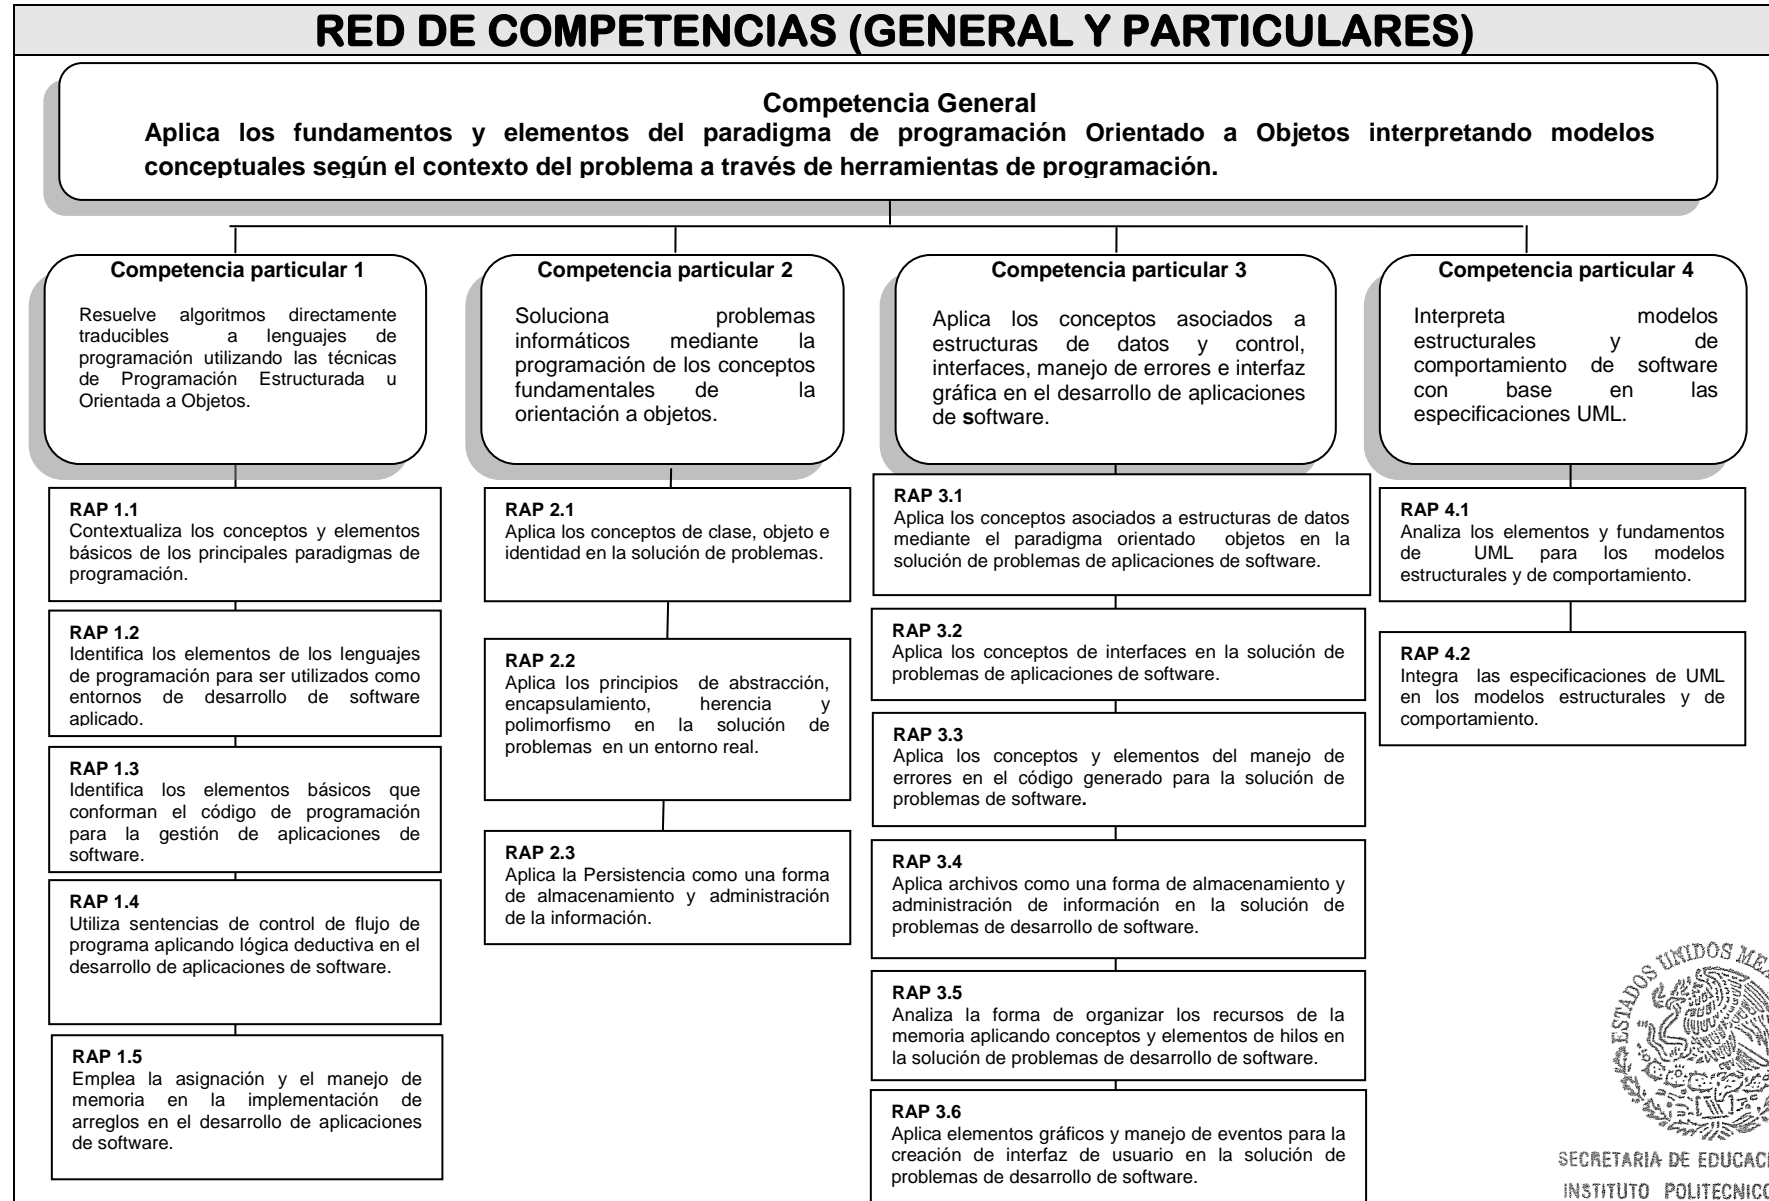 RED DE COMPETENCIAS (GENERAL Y PARTICULARES)
Competencia General
Aplica los fundamentos y elementos del paradigma de programación Orientado a Objetos interpretando modelos
conceptuales según el contexto del problema a través de herramientas de programación.
Competencia particular 1
Resuelve algoritmos directamente
traducibles a lenguajes de
programación utilizando las técnicas
de Programación Estructurada u
Orientada a Objetos.
Competencia particular 2
Soluciona problemas
informáticos mediante la
programación de los conceptos
fundamentales de la
orientación a objetos.
Competencia particular 3
Aplica los conceptos asociados a
estructuras de datos y control,
interfaces, manejo de errores e interfaz
gráfica en el desarrollo de aplicaciones
de software.
Competencia particular 4
Interpreta modelos
estructurales y de
comportamiento de software
con base en las
especificaciones UML.
RAP 1.1
Contextualiza los conceptos y elementos
básicos de los principales paradigmas de
programación.
RAP 1.2
Identifica los elementos de los lenguajes
de programación para ser utilizados como
entornos de desarrollo de software
aplicado.
RAP 1.3
Identifica los elementos básicos que
conforman el código de programación
para la gestión de aplicaciones de
software.
RAP 1.4
Utiliza sentencias de control de flujo de
programa aplicando lógica deductiva en el
desarrollo de aplicaciones de software.
RAP 1.5
Emplea la asignación y el manejo de
memoria en la implementación de
arreglos en el desarrollo de aplicaciones
de software.
RAP 2.1
Aplica los conceptos de clase, objeto e
identidad en la solución de problemas.
RAP 2.2
Aplica los principios de abstracción,
encapsulamiento, herencia y
polimorfismo en la solución de
problemas en un entorno real.
RAP 2.3
Aplica la Persistencia como una forma
de almacenamiento y administración
de la información.
RAP 3.1
Aplica los conceptos asociados a estructuras de datos
mediante el paradigma orientado objetos en la
solución de problemas de aplicaciones de software.
RAP 3.2
Aplica los conceptos de interfaces en la solución de
problemas de aplicaciones de software.
RAP 3.3
Aplica los conceptos y elementos del manejo de
errores en el código generado para la solución de
problemas de software.
RAP 3.4
Aplica archivos como una forma de almacenamiento y
administración de información en la solución de
problemas de desarrollo de software.
RAP 3.5
Analiza la forma de organizar los recursos de la
memoria aplicando conceptos y elementos de hilos en
la solución de problemas de desarrollo de software.
RAP 3.6
Aplica elementos gráficos y manejo de eventos para la
creación de interfaz de usuario en la solución de
problemas de desarrollo de software.
RAP 4.1
Analiza los elementos y fundamentos
de UML para los modelos
estructurales y de comportamiento.
RAP 4.2
Integra las especificaciones de UML
en los modelos estructurales y de
comportamiento.
ESTADOS UNIDOS ME
SECRETARIA DE EDUCACI
INSTITUTO POLITECNICO